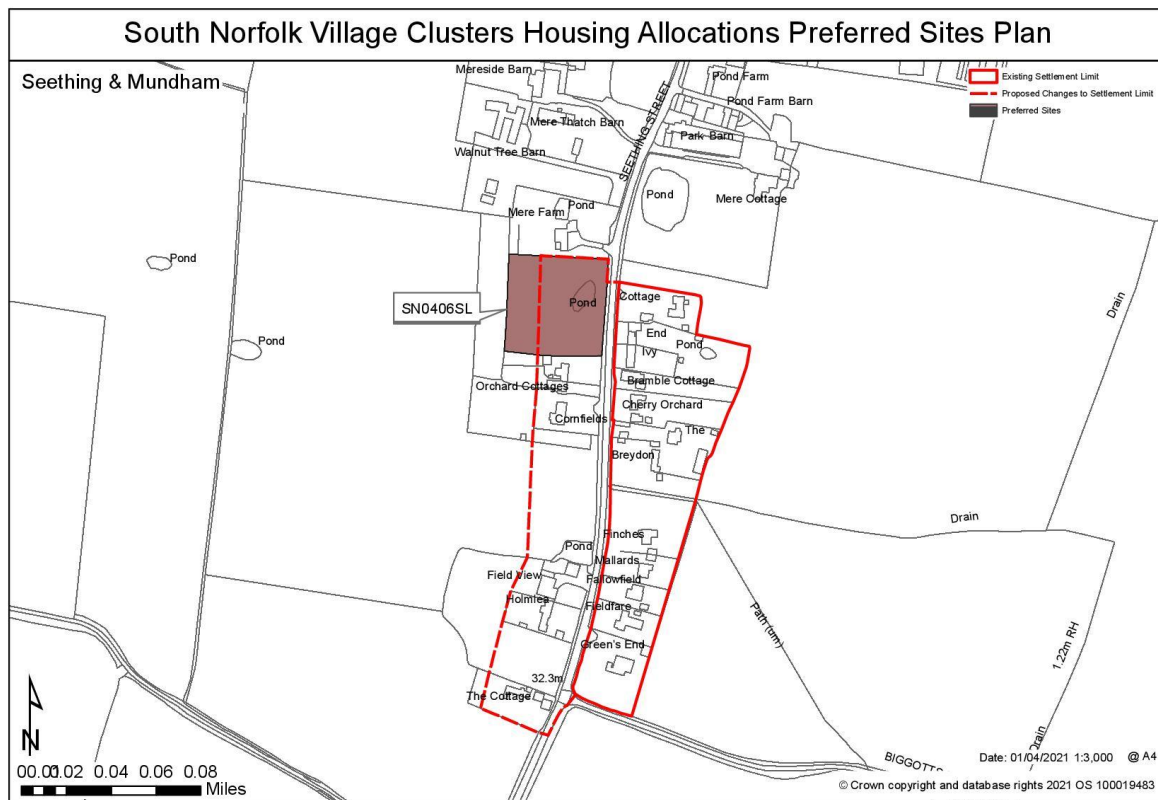 South Norfolk Village Clusters Housing Allocations Preferred Sites Plan
Seething & Mundham
Existing Settlement Limit
Proposed Changes to Settlement Limit
Preferred Sites
Mereside Barn
Pond Farm
Pond Farm Barn
Mere Thatch Barn
SEETHING STREET
Park Barn
Walnut Tree Barn
Pond
Mere Cottage
Mere Farm
Pond
Pond
SN0406SL
Pond
Cottage
Drain
Pond
End
Pond
Ivy
Orchard Cottages
Bramble Cottage
Cherry Orchard
Cornfields
The
Breydon
Drain
Finches
Pond
Mallards
Field View
Fallowfield
Holmlea
Fieldfare
Path (um)
1.22m RH
Green's End
32.3m
The Cottage
Drain
BIGGOTTS
N
Date: 01/04/2021 1:3,000 @ A4
0 0.01 0.02 0.04 0.06 0.08
Miles
© Crown copyright and database rights 2021 OS 100019483